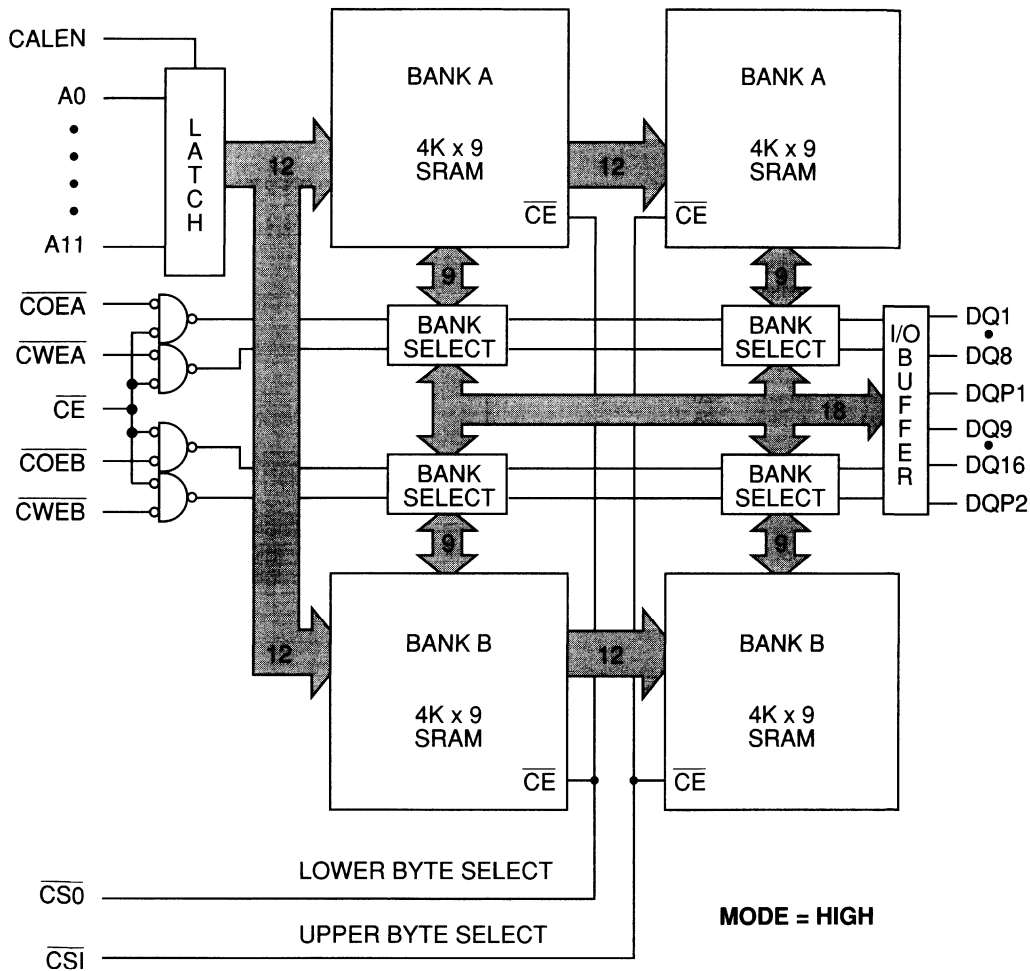 CALEN
A0
A11
LATCH
12
BANK A
4K x 9
SRAM
CE
12
BANK A
4K x 9
SRAM
CE
9
9
COEA
CWEA
CE
COEB
CWEB
BANK
SELECT
BANK
SELECT
18
BANK
SELECT
BANK
SELECT
I/O
BUFFER
DQ1
DQ8
DQP1
DQ9
DQ16
DQP2
9
9
12
BANK B
4K x 9
SRAM
CE
12
BANK B
4K x 9
SRAM
CE
LOWER BYTE SELECT
CS0
UPPER BYTE SELECT
CSI
MODE = HIGH